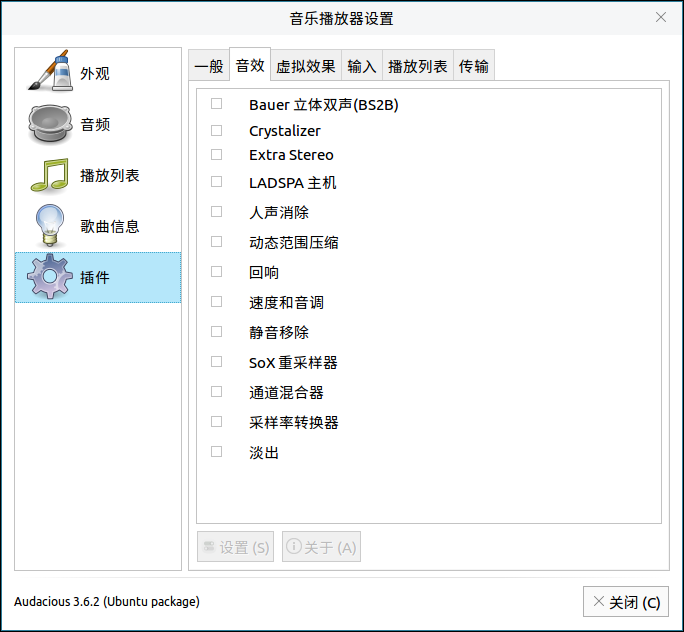 音乐播放器设置
外观
音频
播放列表
歌曲信息
插件
一般 音效 虚拟效果 输入 播放列表 传输
Bauer 立体双声(BS2B)
Crystalizer
Extra Stereo
LADSPA 主机
人声消除
动态范围压缩
回响
速度和音调
静音移除
SoX 重采样器
通道混合器
采样率转换器
淡出
设置 (S) 关于 (A)
Audacious 3.6.2 (Ubuntu package)
关闭 (C)